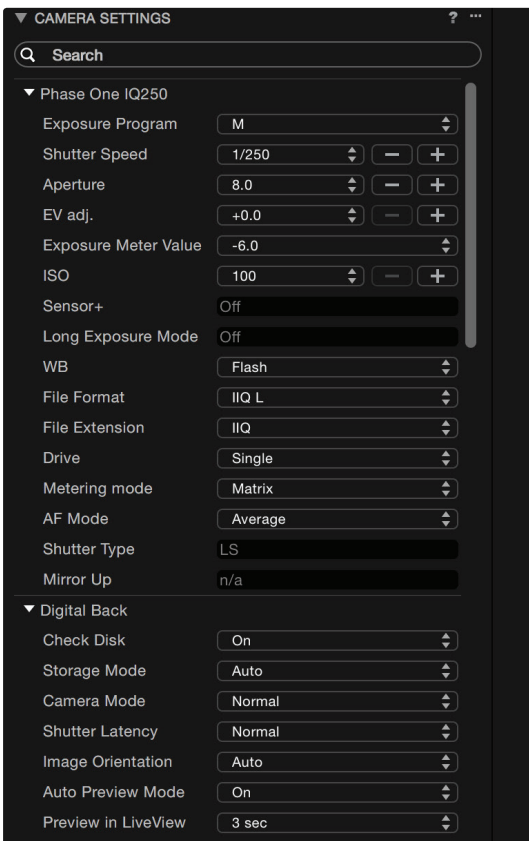 CAMERA SETTINGS ? ...
Search
Phase One IQ250
Exposure Program M
Shutter Speed 1/250 − +
Aperture 8.0 − +
EV adj. +0.0 − +
Exposure Meter Value -6.0
ISO 100 − +
Sensor+ Off
Long Exposure Mode Off
WB Flash
File Format IIQ L
File Extension IIQ
Drive Single
Metering mode Matrix
AF Mode Average
Shutter Type LS
Mirror Up n/a
Digital Back
Check Disk On
Storage Mode Auto
Camera Mode Normal
Shutter Latency Normal
Image Orientation Auto
Auto Preview Mode On
Preview in LiveView 3 sec